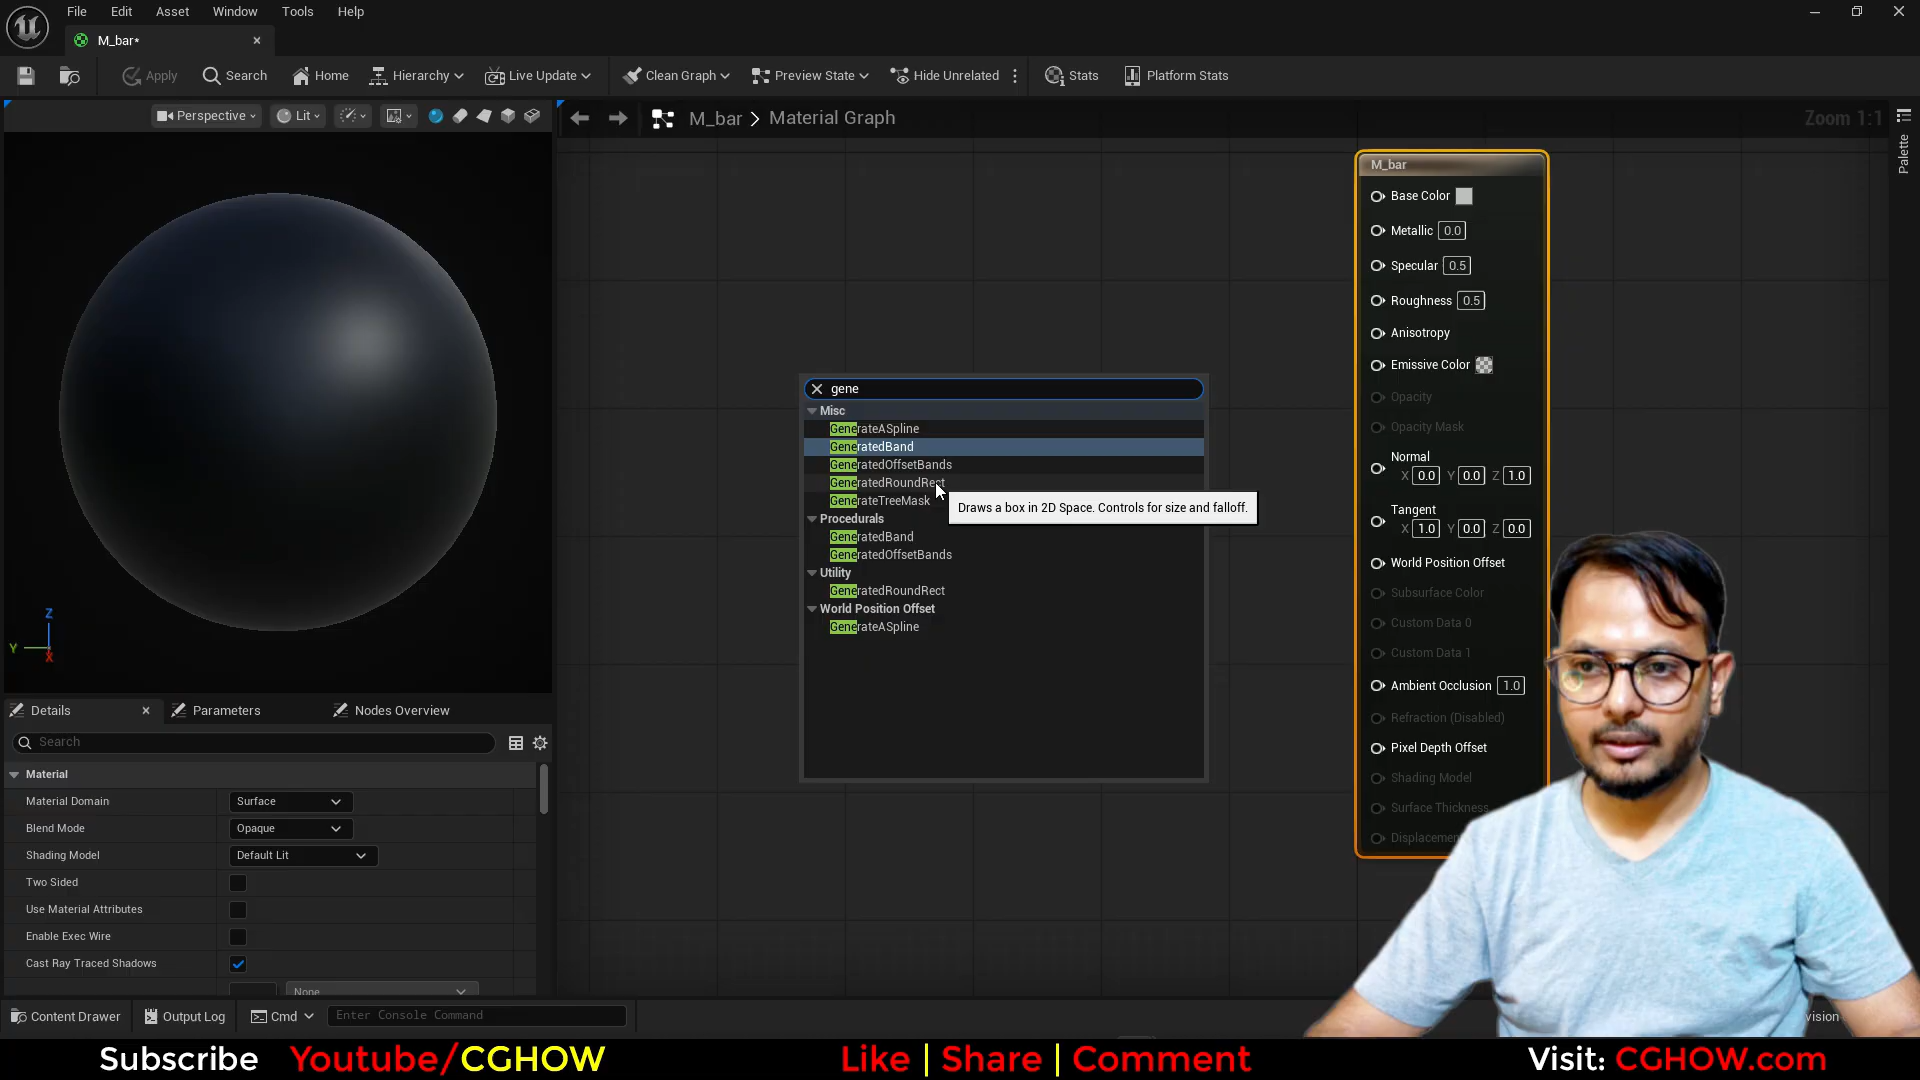 File Edit Asset Window Tools Help
M_bar*
Apply Search Home Hierarchy Live Update Clean Graph Preview State Hide Unrelated Stats Platform Stats
Perspective Lit
M_bar > Material Graph
Zoom 1:1
Palette
M_bar
Base Color
Metallic 0.0
Specular 0.5
Roughness 0.5
Anisotropy
Emissive Color
Opacity
Opacity Mask
Normal
X 0.0 Y 0.0 Z 1.0
Tangent
X 1.0 Y 0.0 Z 0.0
World Position Offset
Subsurface Color
Custom Data 0
Custom Data 1
Ambient Occlusion 1.0
Refraction (Disabled)
Pixel Depth Offset
Shading Model
Surface Thickness
Displacemen
gene
Misc
GenerateASpline
GeneratedBand
GeneratedOffsetBands
GeneratedRoundRect
GenerateTreeMask
Draws a box in 2D Space. Controls for size and falloff.
Procedurals
GeneratedBand
GeneratedOffsetBands
Utility
GeneratedRoundRect
World Position Offset
GenerateASpline
Z
Y
X
Details Parameters Nodes Overview
Search
Material
Material Domain Surface
Blend Mode Opaque
Shading Model Default Lit
Two Sided
Use Material Attributes
Enable Exec Wire
Cast Ray Traced Shadows
None
Content Drawer Output Log Cmd Enter Console Command
vision
Subscribe Youtube/CGHOW Like | Share | Comment Visit: CGHOW.com